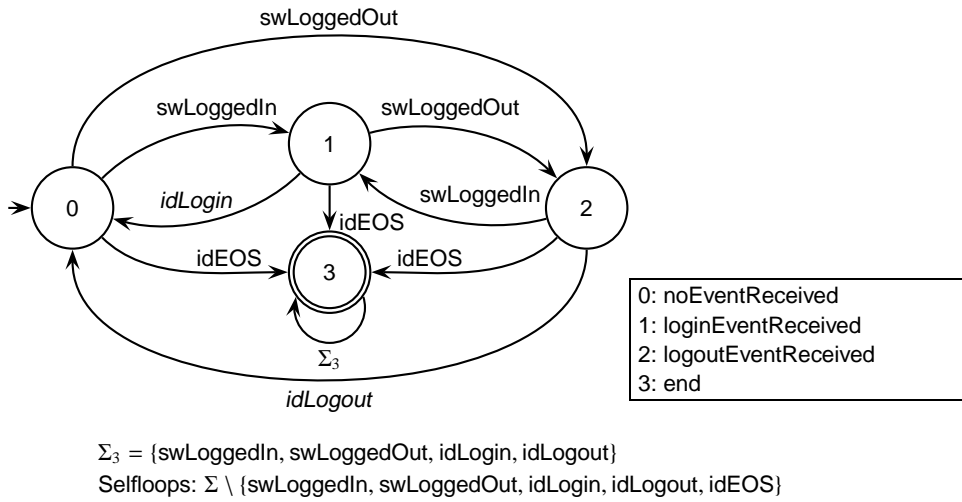 swLoggedOut
swLoggedIn
swLoggedOut
1
idLogin
swLoggedIn
0
2
idEOS
idEOS
idEOS
3
Σ3
idLogout
0: noEventReceived
1: loginEventReceived
2: logoutEventReceived
3: end
Σ3 = {swLoggedIn, swLoggedOut, idLogin, idLogout}
Selfloops: Σ \ {swLoggedIn, swLoggedOut, idLogin, idLogout, idEOS}